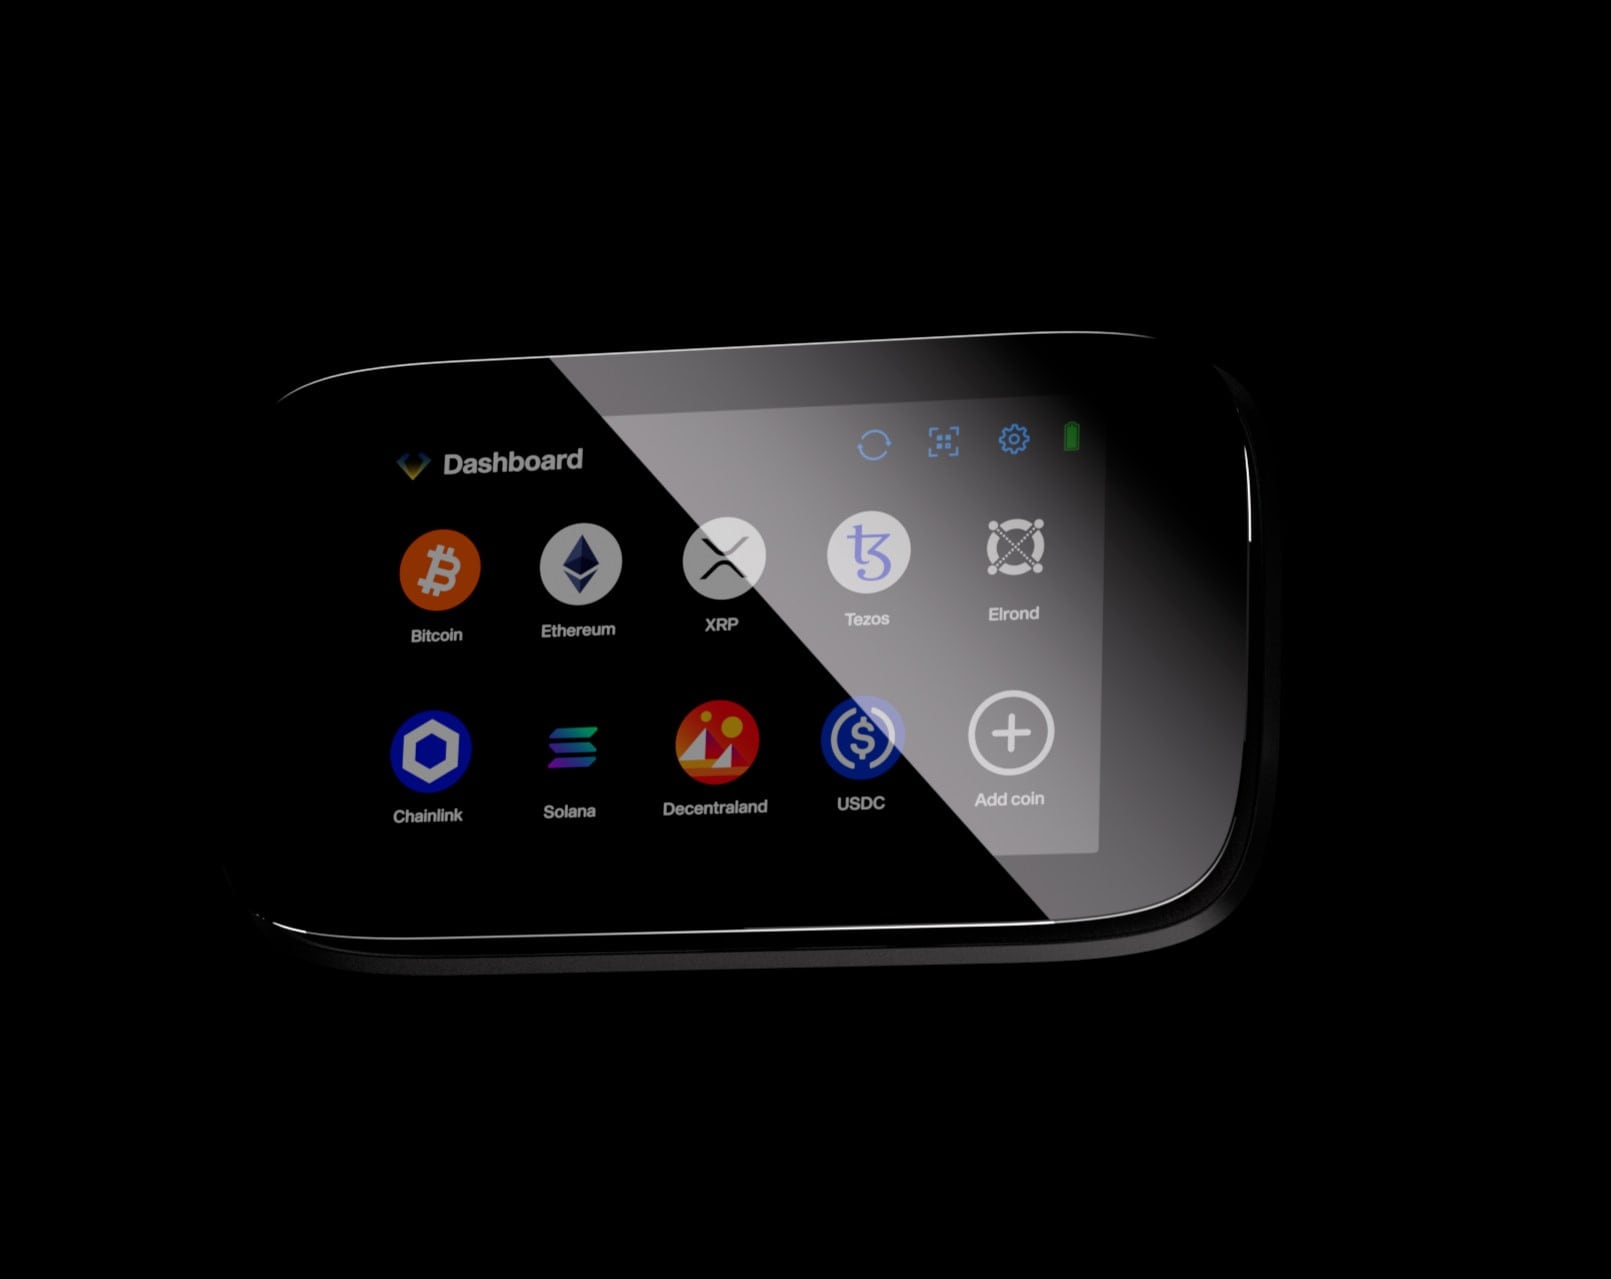 Dashboard
Bitcoin
Ethereum
XRP
Tezos
Elrond
Chainlink
Solana
Decentraland
USDC
Add coin